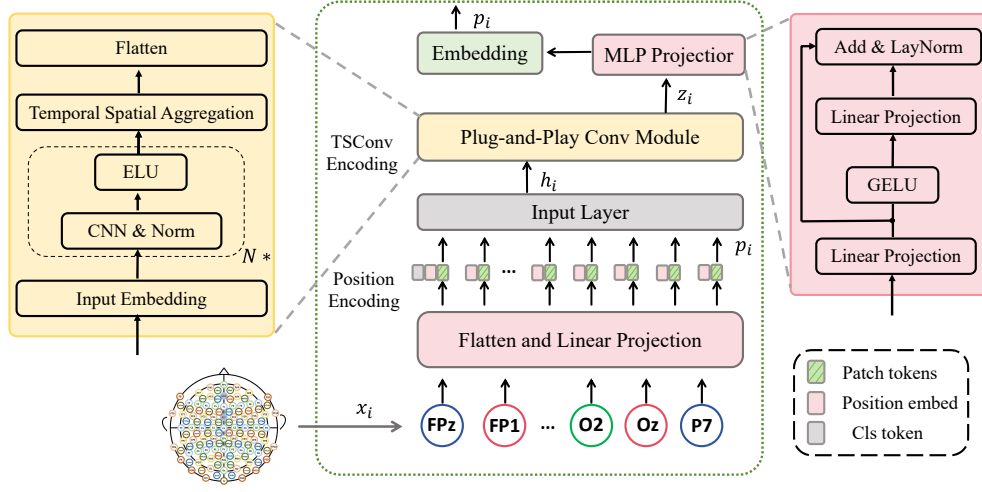 Flatten
Temporal Spatial Aggregation
ELU
CNN & Norm
N *
Input Embedding
p_i
Embedding
MLP Projectior
z_i
TSConv
Encoding
Plug-and-Play Conv Module
h_i
Input Layer
p_i
...
Position
Encoding
Flatten and Linear Projection
x_i
FPz FP1 ... O2 Oz P7
Add & LayNorm
Linear Projection
GELU
Linear Projection
Patch tokens
Position embed
Cls token